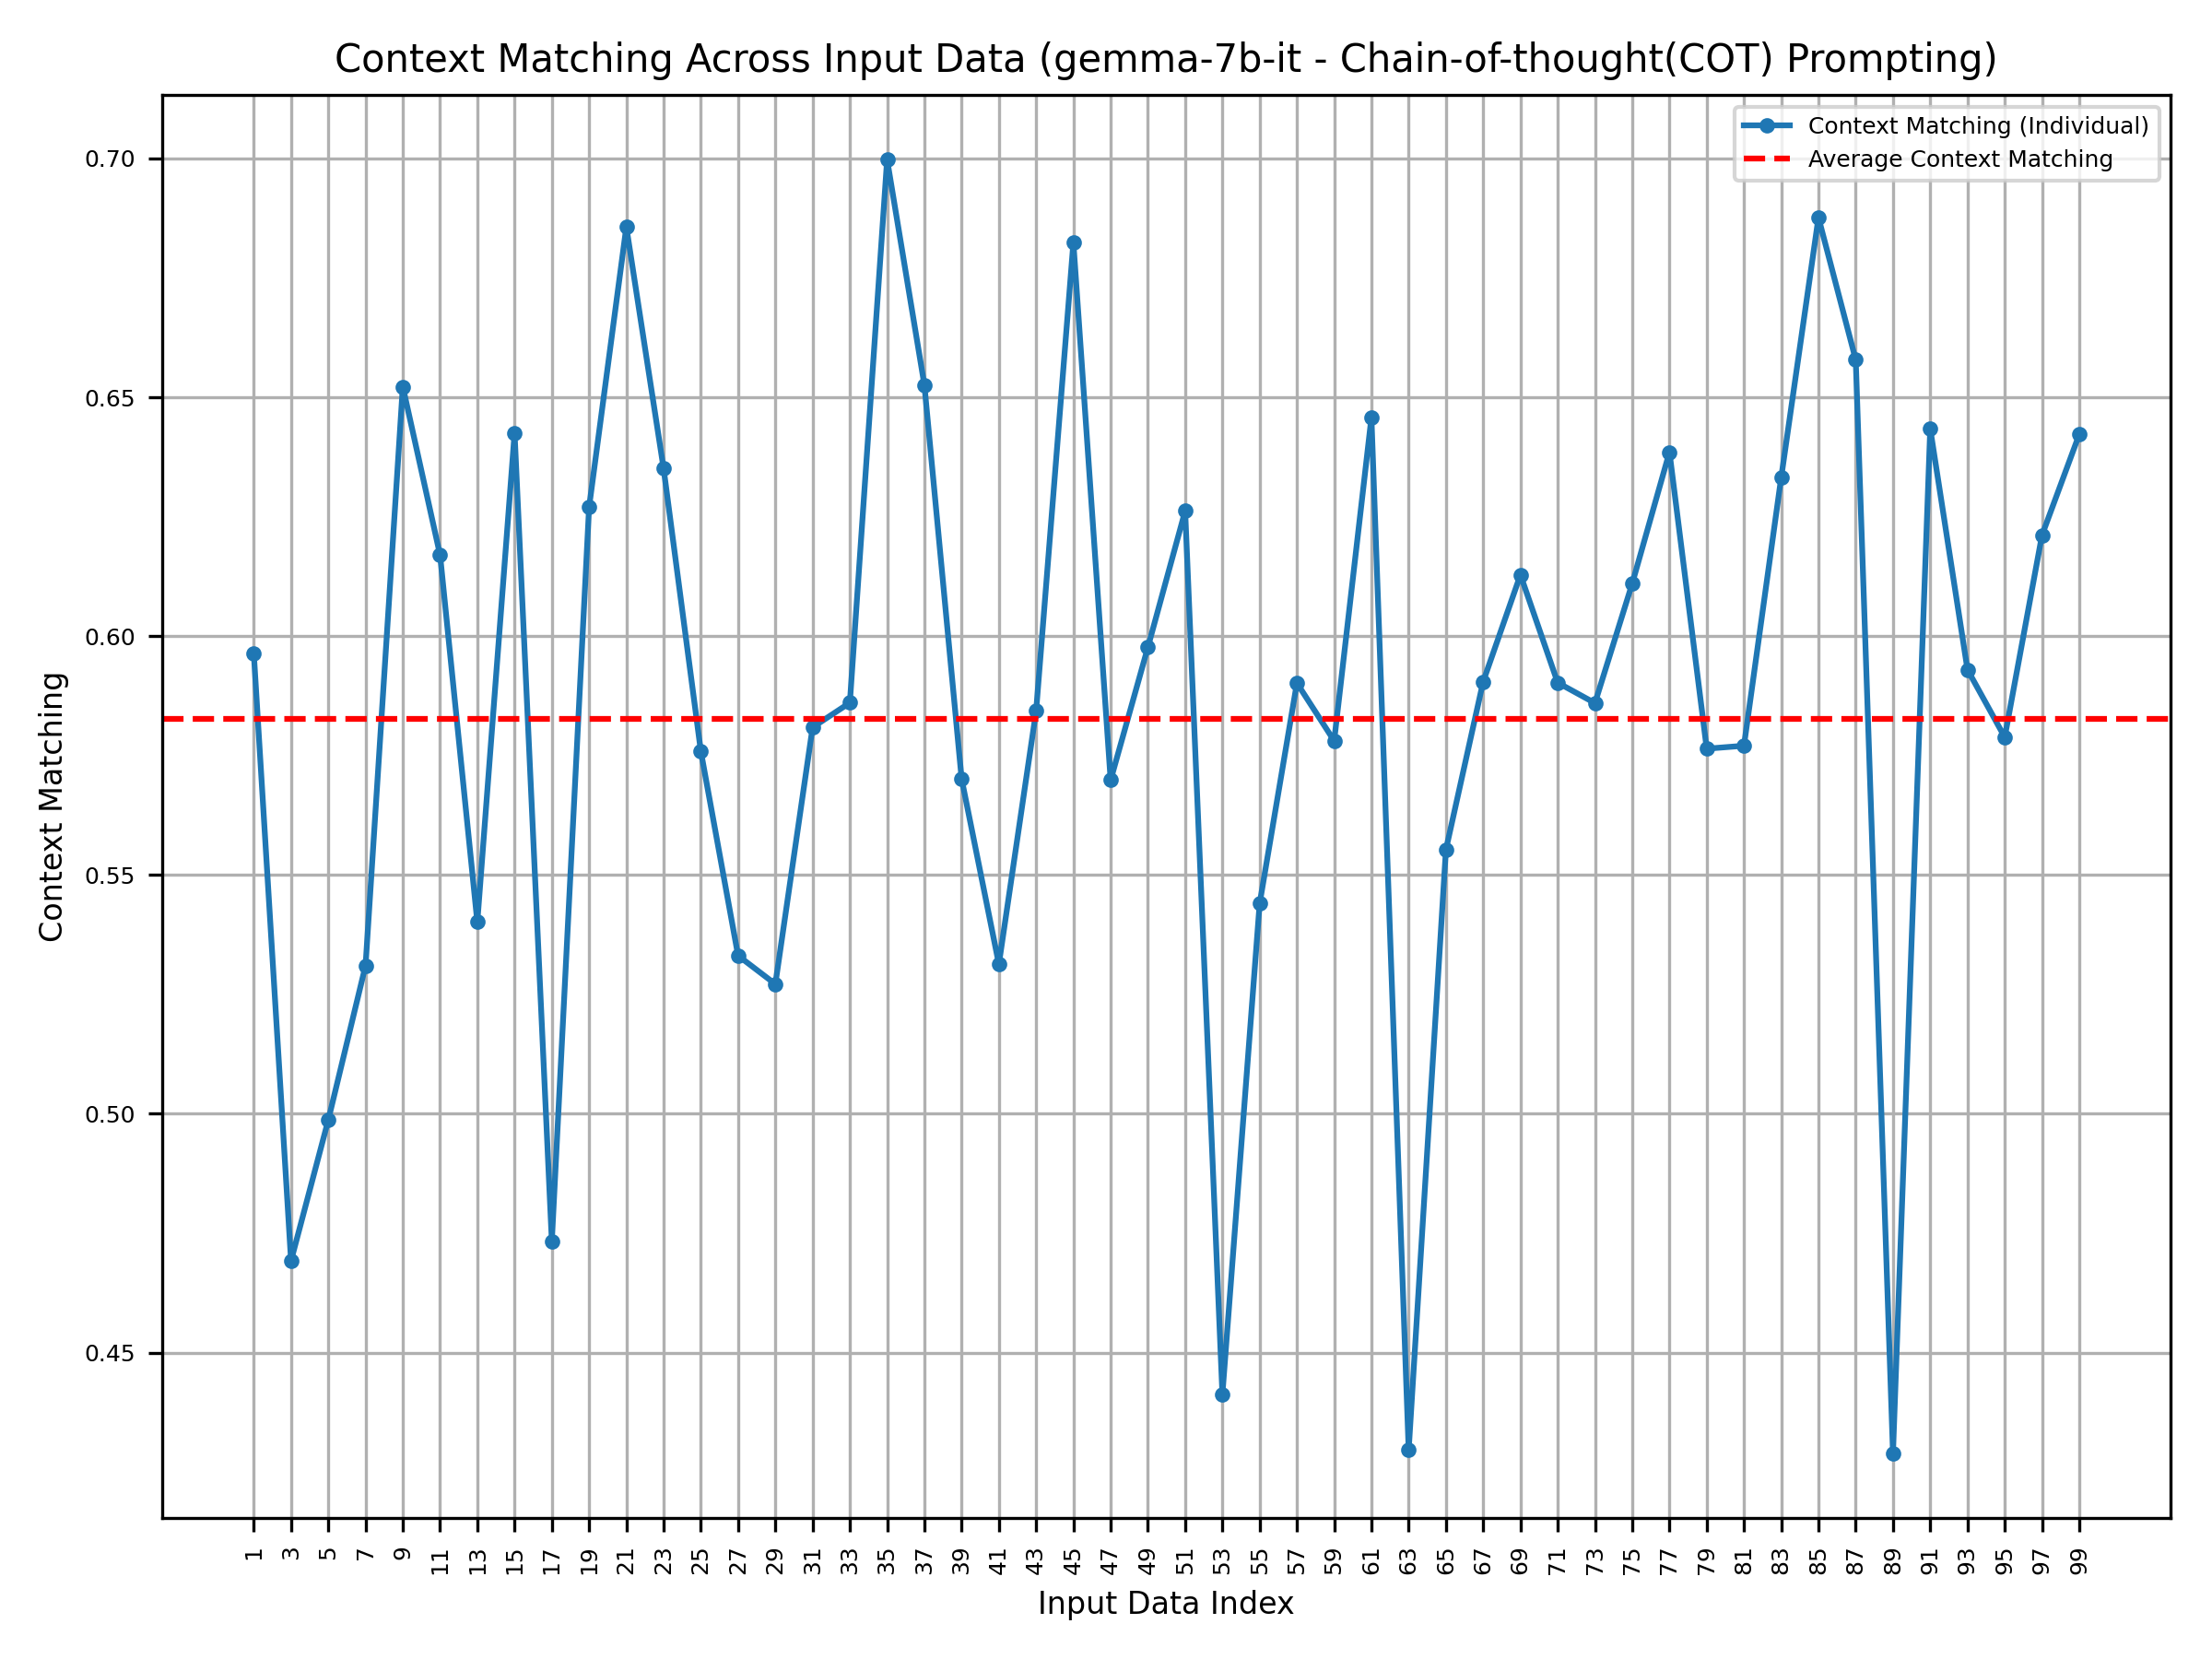 Context Matching Across Input Data (gemma-7b-it - Chain-of-thought(COT) Prompting)
Context Matching (Individual)
Average Context Matching
Context Matching
0.70
0.65
0.60
0.55
0.50
0.45
1 3 5 7 9 11 13 15 17 19 21 23 25 27 29 31 33 35 37 39 41 43 45 47 49 51 53 55 57 59 61 63 65 67 69 71 73 75 77 79 81 83 85 87 89 91 93 95 97 99
Input Data Index